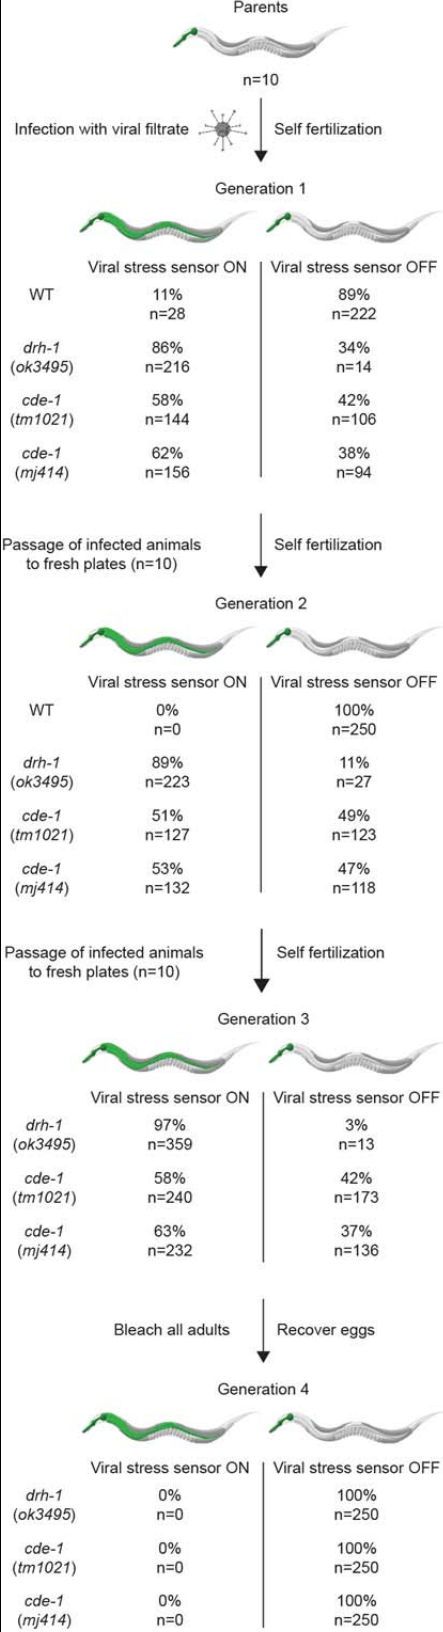 Parents
n=10
Infection with viral filtrate Self fertilization
Generation 1
Viral stress sensor ON Viral stress sensor OFF
WT 11% 89%
n=28 n=222
drh-1 86% 34%
(ok3495) n=216 n=14
cde-1 58% 42%
(tm1021) n=144 n=106
cde-1 62% 38%
(mj414) n=156 n=94
Passage of infected animals Self fertilization
to fresh plates (n=10)
Generation 2
Viral stress sensor ON Viral stress sensor OFF
WT 0% 100%
n=0 n=250
drh-1 89% 11%
(ok3495) n=223 n=27
cde-1 51% 49%
(tm1021) n=127 n=123
cde-1 53% 47%
(mj414) n=132 n=118
Passage of infected animals Self fertilization
to fresh plates (n=10)
Generation 3
Viral stress sensor ON Viral stress sensor OFF
drh-1 97% 3%
(ok3495) n=359 n=13
cde-1 58% 42%
(tm1021) n=240 n=173
cde-1 63% 37%
(mj414) n=232 n=136
Bleach all adults Recover eggs
Generation 4
Viral stress sensor ON Viral stress sensor OFF
drh-1 0% 100%
(ok3495) n=0 n=250
cde-1 0% 100%
(tm1021) n=0 n=250
cde-1 0% 100%
(mj414) n=0 n=250